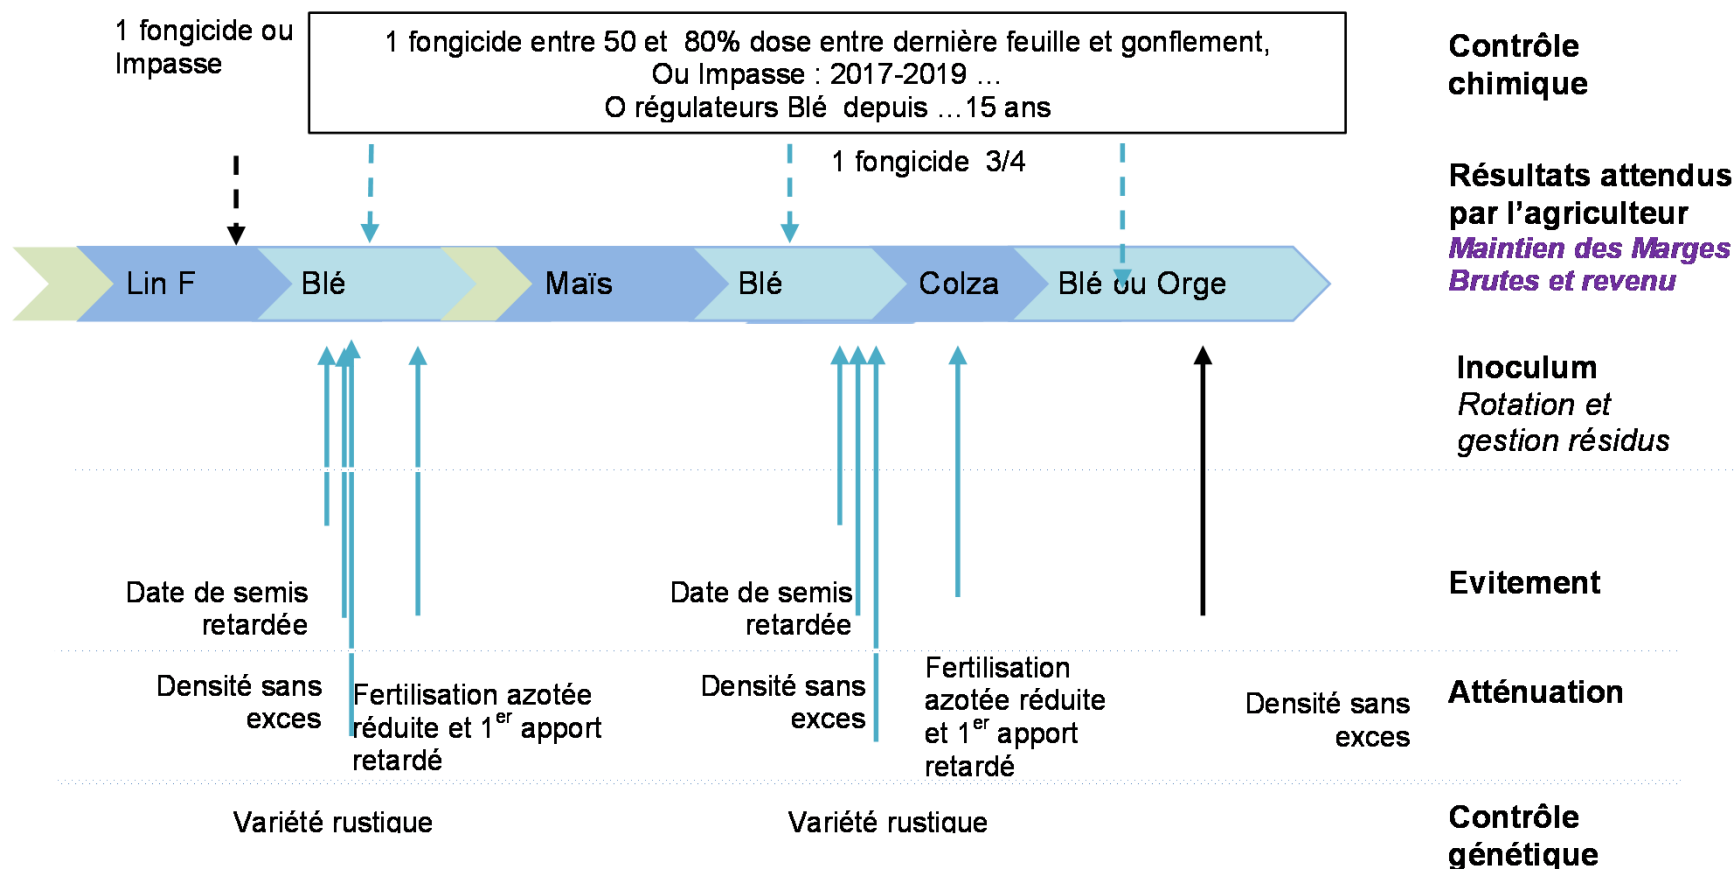 1 fongicide ou
Impasse
1 fongicide entre 50 et 80% dose entre dernière feuille et gonflement,
Ou Impasse : 2017-2019 ...
O régulateurs Blé depuis ...15 ans
Contrôle
chimique
1 fongicide 3/4
Résultats attendus
par l'agriculteur
Maintien des Marges
Brutes et revenu
Lin F
Blé
Maïs
Blé
Colza
Blé ou Orge
Inoculum
Rotation et
gestion résidus
Date de semis
retardée
Date de semis
retardée
Evitement
Densité sans
exces
Fertilisation azotée
réduite et 1er apport
retardé
Densité sans
exces
Fertilisation
azotée réduite
et 1er apport
retardé
Densité sans
exces
Atténuation
Variété rustique
Variété rustique
Contrôle
génétique